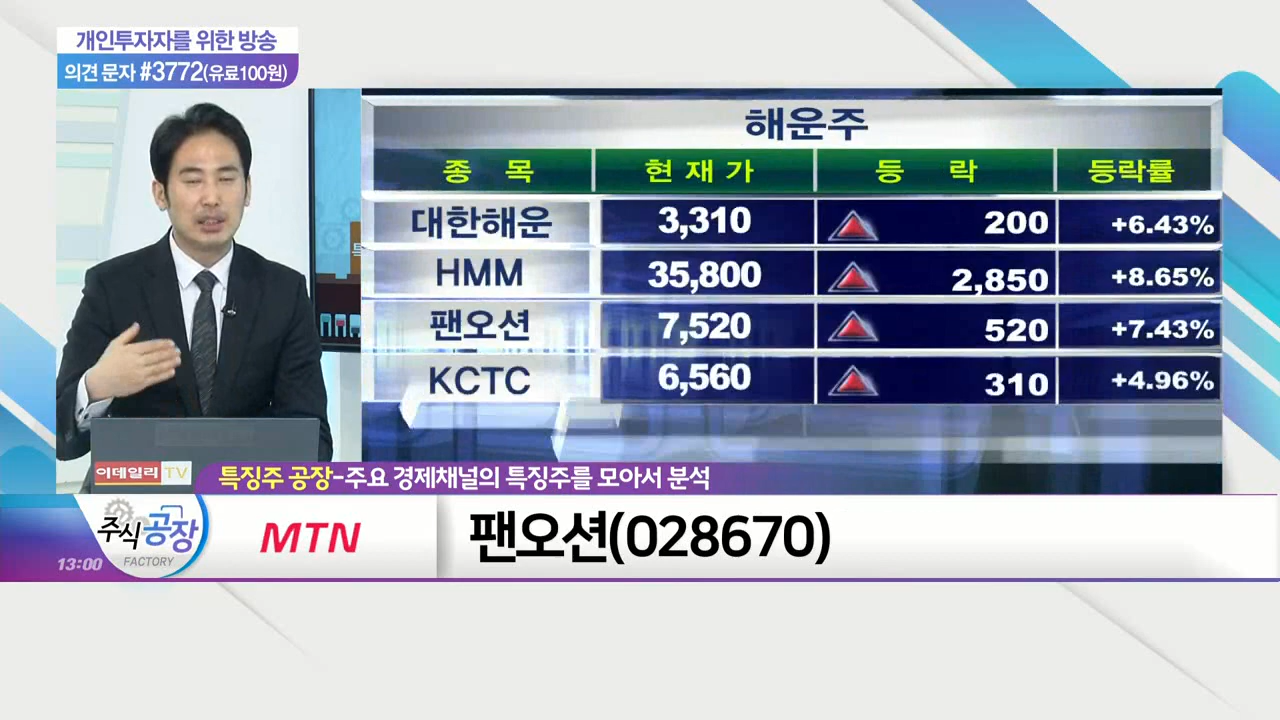 개인투자자를 위한 방송
의견 문자 #3772(유료100원)
해운주
종 목 현 재 가 등 락 등락률
대한해운 3,310 200 +6.43%
HMM 35,800 2,850 +8.65%
팬오션 7,520 520 +7.43%
KCTC 6,560 310 +4.96%
이데일리 TV
특징주 공장-주요 경제채널의 특징주를 모아서 분석
주식공장
FACTORY
13:00
MTN
팬오션(028670)